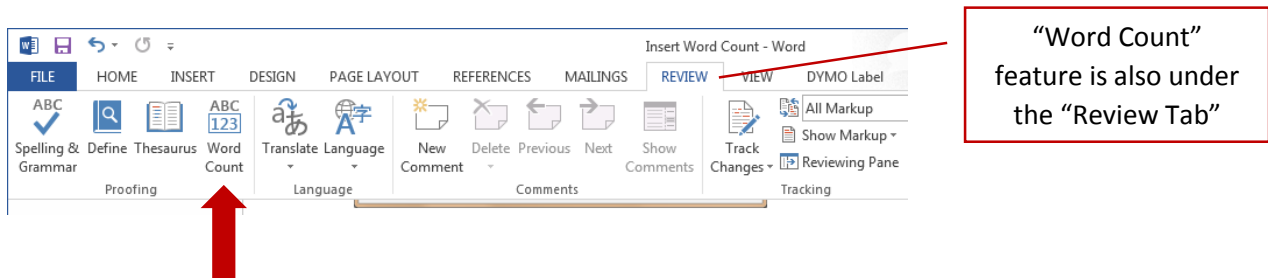 Insert Word Count - Word
FILE HOME INSERT DESIGN PAGE LAYOUT REFERENCES MAILINGS REVIEW VIEW DYMO Label
ABC
Spelling & Grammar
Define
Thesaurus
ABC
123
Word Count
Proofing
Translate
Language
Language
New Comment
Delete
Previous
Next
Show Comments
Comments
Track Changes
All Markup
Show Markup
Reviewing Pane
Tracking
“Word Count”
feature is also under
the “Review Tab”